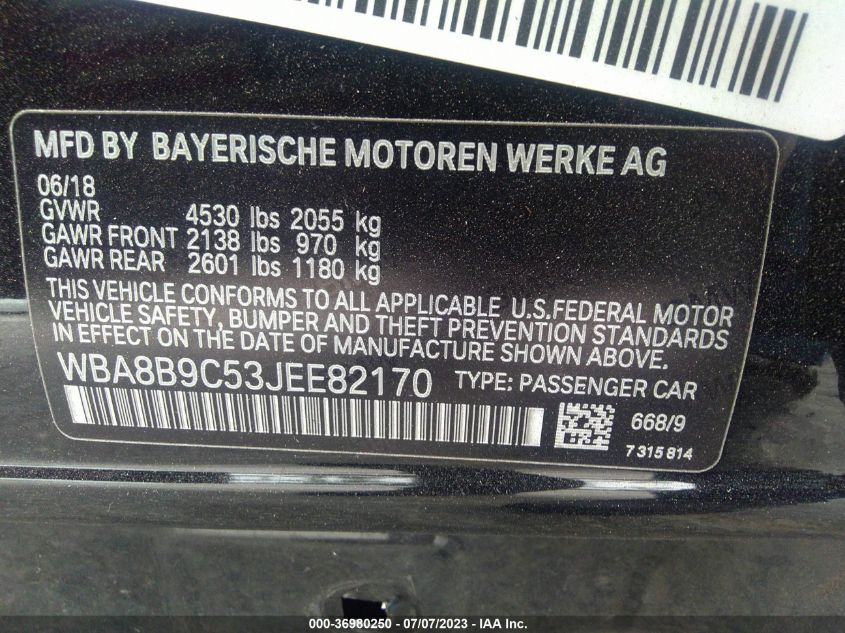 MFD BY BAYERISCHE MOTOREN WERKE AG
06/18
GVWR 4530 lbs 2055 kg
GAWR FRONT 2138 lbs 970 kg
GAWR REAR 2601 lbs 1180 kg
THIS VEHICLE CONFORMS TO ALL APPLICABLE U.S.FEDERAL MOTOR
VEHICLE SAFETY, BUMPER AND THEFT PREVENTION STANDARDS
IN EFFECT ON THE DATE OF MANUFACTURE SHOWN ABOVE.
WBA8B9C53JEE82170 TYPE: PASSENGER CAR
668/9
7 315 814
000-36980250 - 07/07/2023 - IAA Inc.